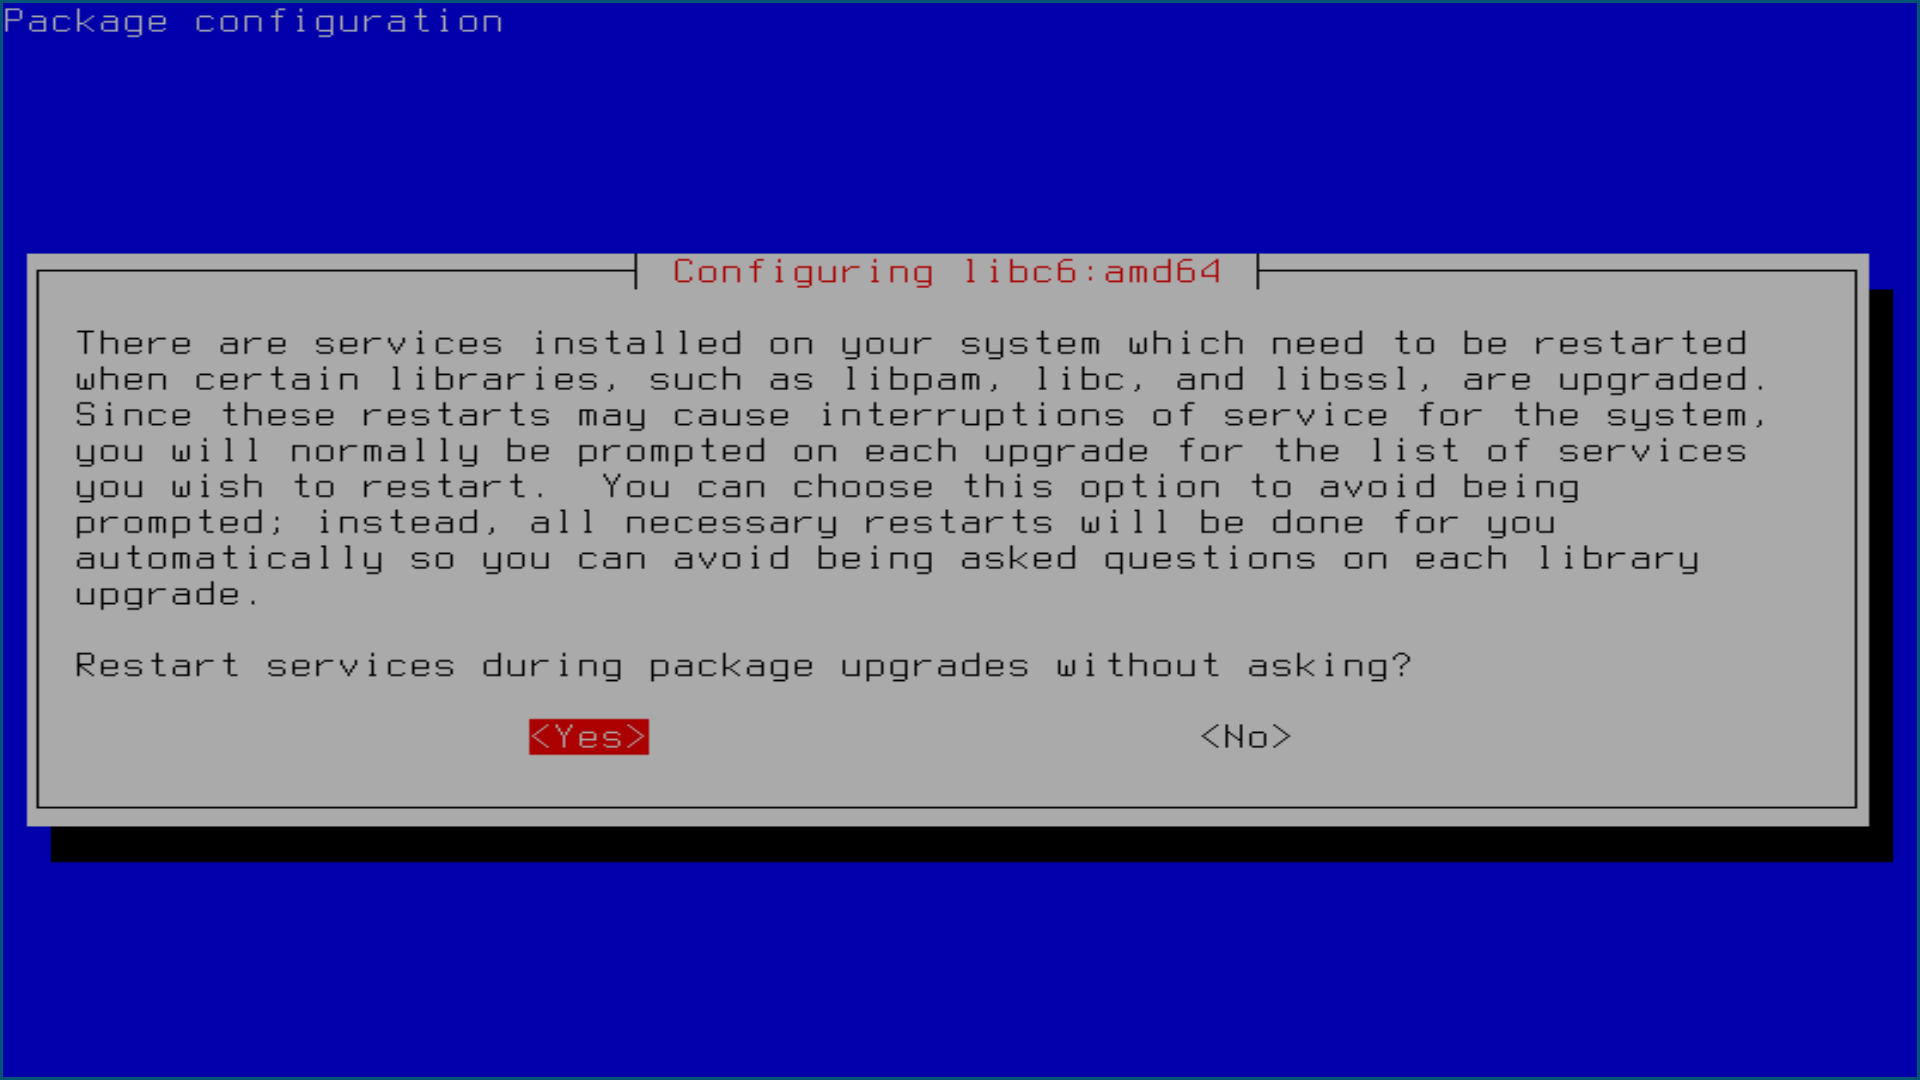 Package configuration
Configuring libc6:amd64
There are services installed on your system which need to be restarted
when certain libraries, such as libpam, libc, and libssl, are upgraded.
Since these restarts may cause interruptions of service for the system,
you will normally be prompted on each upgrade for the list of services
you wish to restart.  You can choose this option to avoid being
prompted; instead, all necessary restarts will be done for you
automatically so you can avoid being asked questions on each library
upgrade.
Restart services during package upgrades without asking?
<Yes> <No>